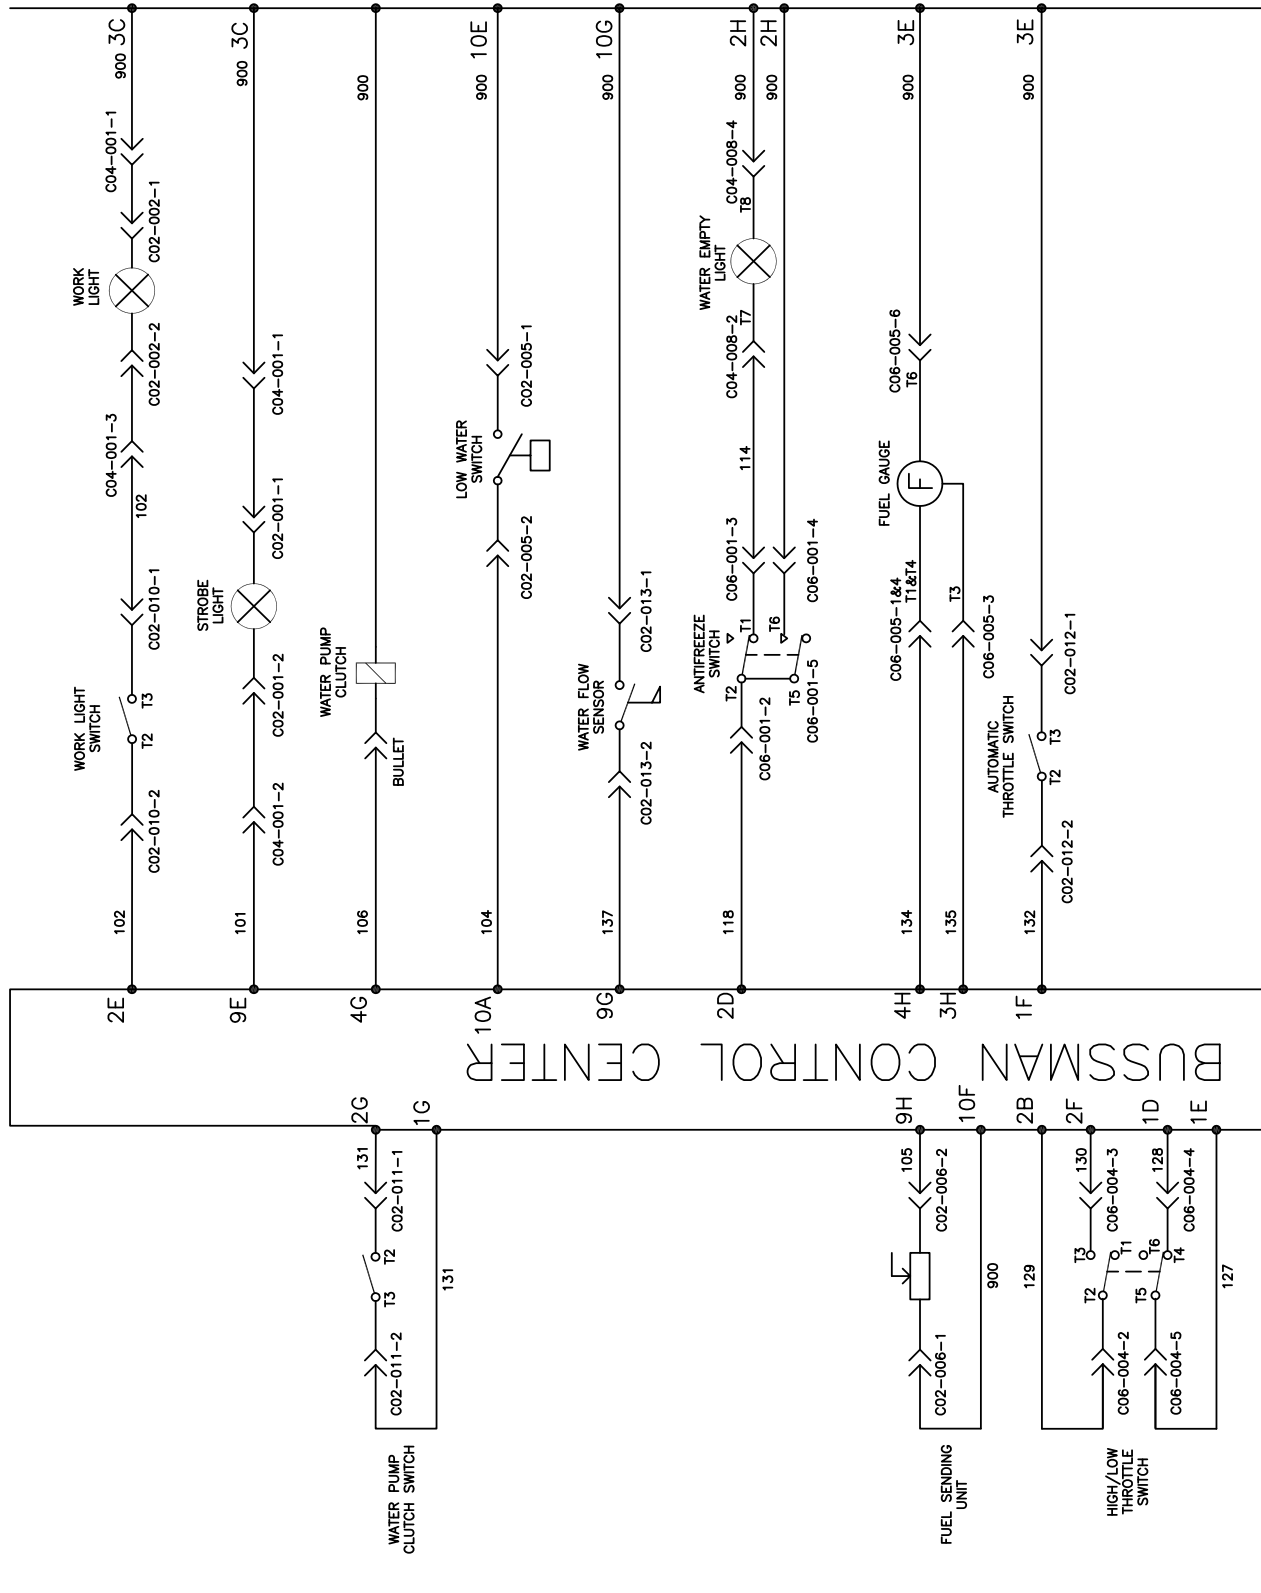 3C
900
C04-001-1
C02-002-1
WORK
LIGHT
C02-002-2
C04-001-3
102
C02-010-1
WORK LIGHT
SWITCH
T3
T2
C02-010-2
102
2E
3C
900
C04-001-1
C02-001-1
STROBE
LIGHT
C02-001-2
C04-001-2
101
9E
900
WATER PUMP
CLUTCH
BULLET
106
4G
10E
900
C02-005-1
LOW WATER
SWITCH
C02-005-2
104
10A
10G
900
C02-013-1
WATER FLOW
SENSOR
C02-013-2
137
9G
2H
2H
900
900
C04-008-4
T8
WATER EMPTY
LIGHT
T7
C04-008-2
114
C06-001-3
C06-001-4
ANTIFREEZE
SWITCH
T1
T6
T2
T5
C06-001-2
C06-001-5
118
2D
3E
900
C06-005-6
T6
FUEL GAUGE
F
T1&T4
C06-005-1&4
T3
C06-005-3
134
135
4H
3H
3E
900
C02-012-1
AUTOMATIC
THROTTLE SWITCH
T3
T2
C02-012-2
132
1F
BUSSMAN CONTROL CENTER
2G
1G
131
C02-011-1
T2
T3
C02-011-2
131
WATER PUMP
CLUTCH SWITCH
9H
10F
105
C02-006-2
C02-006-1
900
FUEL SENDING
UNIT
2B
2F
1D
1E
130
128
C06-004-3
C06-004-4
129
T3
T1
T6
T4
T2
T5
127
C06-004-2
C06-004-5
HIGH/LOW
THROTTLE
SWITCH